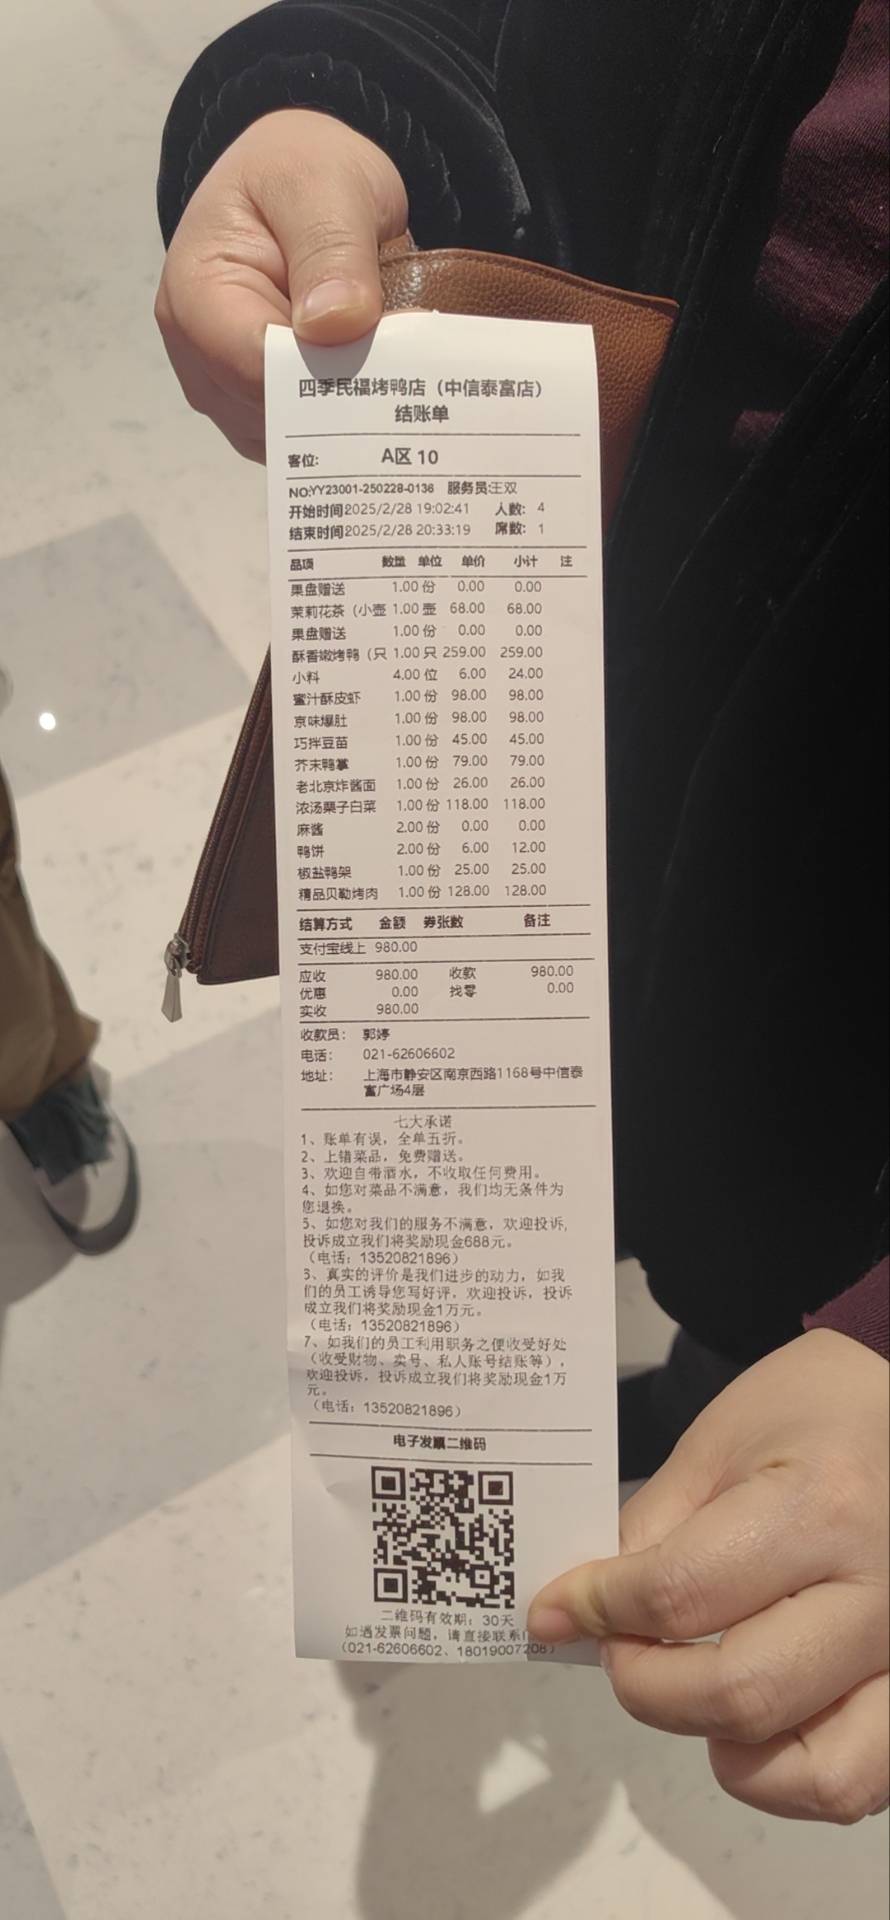 四季民福烤鸭店（中信泰富店）
结账单
客位： A区 10
NO:YY23001-250228-0136 服务员:王双
开始时间2025/2/28 19:02:41 人数： 4
结束时间2025/2/28 20:33:19 席数： 1
品项 数量 单位 单价 小计 注
果盘赠送 1.00 份 0.00 0.00
茉莉花茶（小壶 1.00 壶 68.00 68.00
果盘赠送 1.00 份 0.00 0.00
酥香嫩烤鸭（只 1.00 只 259.00 259.00
小料 4.00 位 6.00 24.00
蜜汁酥皮虾 1.00 份 98.00 98.00
京味爆肚 1.00 份 98.00 98.00
巧拌豆苗 1.00 份 45.00 45.00
芥末鸭掌 1.00 份 79.00 79.00
老北京炸酱面 1.00 份 26.00 26.00
浓汤栗子白菜 1.00 份 118.00 118.00
麻酱 2.00 份 0.00 0.00
鸭饼 2.00 份 6.00 12.00
椒盐鸭架 1.00 份 25.00 25.00
精品贝勒烤肉 1.00 份 128.00 128.00
结算方式 金额 券张数 备注
支付宝线上 980.00
应收 980.00 收款 980.00
优惠 0.00 找零 0.00
实收 980.00
收款员： 郭婷
电话： 021-62606602
地址： 上海市静安区南京西路1168号中信泰
富广场4层
七大承诺
1、账单有误，全单五折。
2、上错菜品，免费赠送。
3、欢迎自带酒水，不收取任何费用。
4、如您对菜品不满意，我们均无条件为
您退换。
5、如您对我们的服务不满意，欢迎投诉，
投诉成立我们将奖励现金688元。
（电话：13520821896）
6、真实的评价是我们进步的动力，如我
们的员工诱导您写好评，欢迎投诉，投诉
成立我们将奖励现金1万元。
（电话：13520821896）
7、如我们的员工利用职务之便收受好处
（收受财物、卖号、私人账号结账等），
欢迎投诉，投诉成立我们将奖励现金1万
元。
（电话：13520821896）
电子发票二维码
二维码有效期：30天
如遇发票问题，请直接联系
（021-62606602、18019007208）